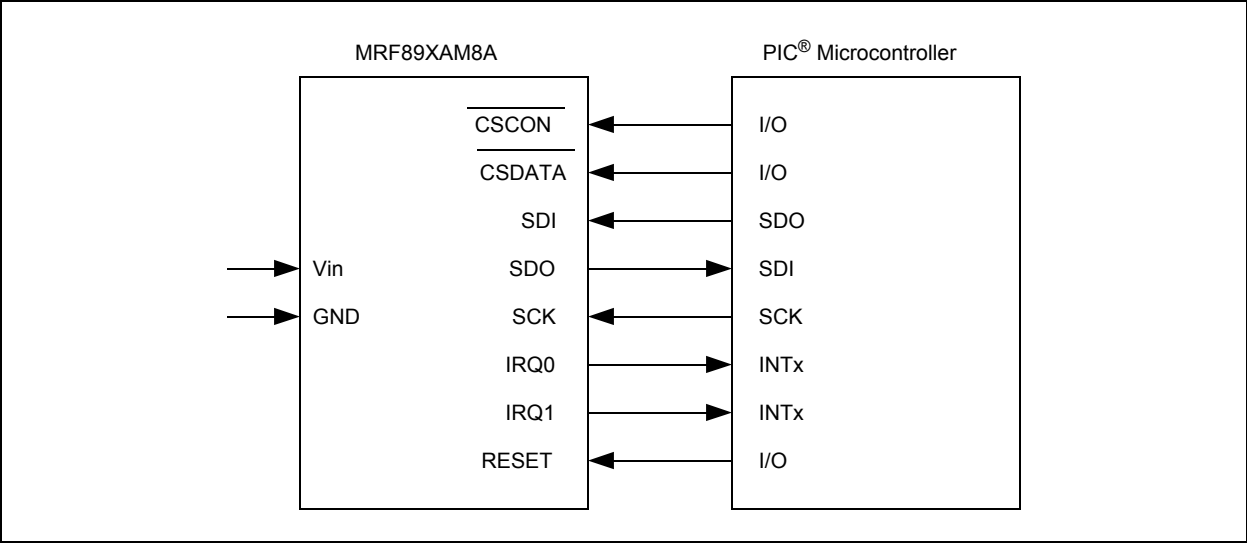 MRF89XAM8A PIC® Microcontroller
CSCON I/O
CSDATA I/O
SDI SDO
Vin SDO SDI
GND SCK SCK
IRQ0 INTx
IRQ1 INTx
RESET I/O